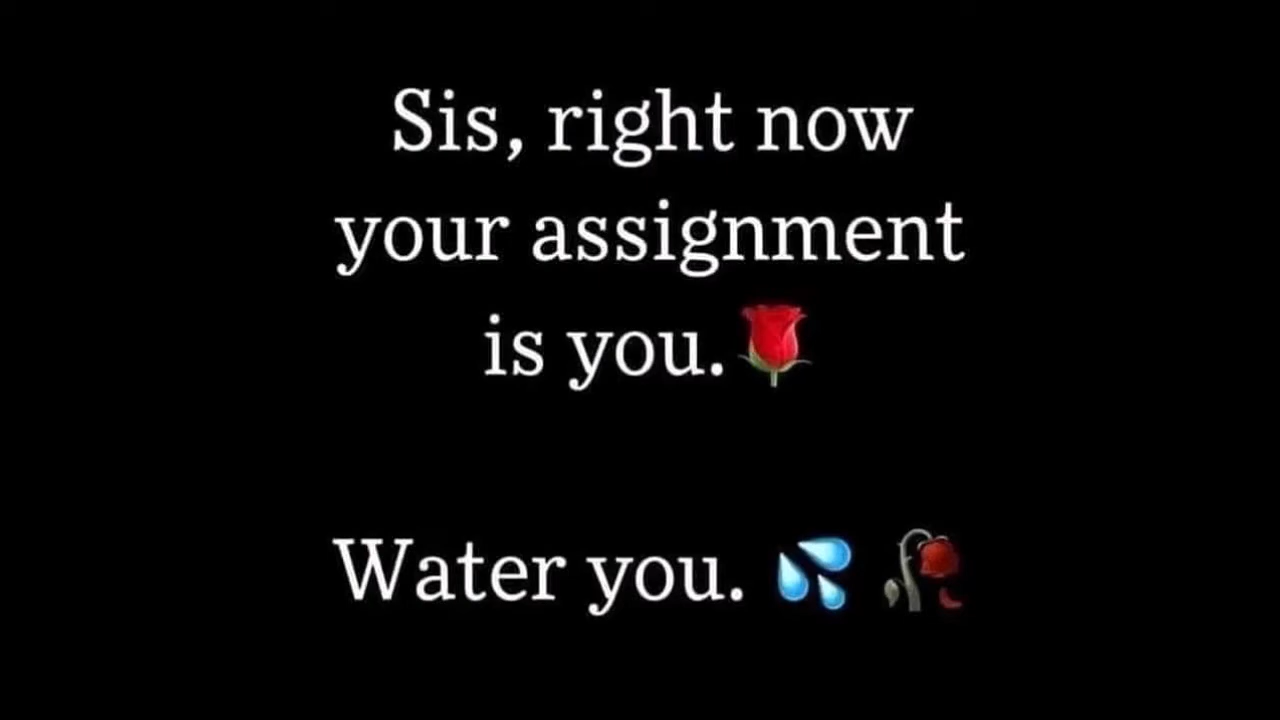 Sis, right now
your assignment
is you.🌹
Water you. 💦 🥀